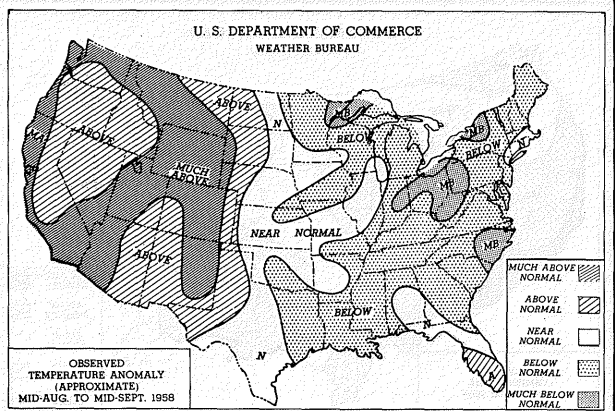 U. S. DEPARTMENT OF COMMERCE
WEATHER BUREAU
ABOVE
MB
N
MB
MA
ABOVE
BELOW
BELOW
N
MUCH
ABOVE
MB
NEAR NORMAL
MB
ABOVE
BELOW
N
N
A
MUCH ABOVE
NORMAL
ABOVE
NORMAL
NEAR
NORMAL
BELOW
NORMAL
MUCH BELOW
NORMAL
OBSERVED
TEMPERATURE ANOMALY
(APPROXIMATE)
MID-AUG. TO MID-SEPT. 1958